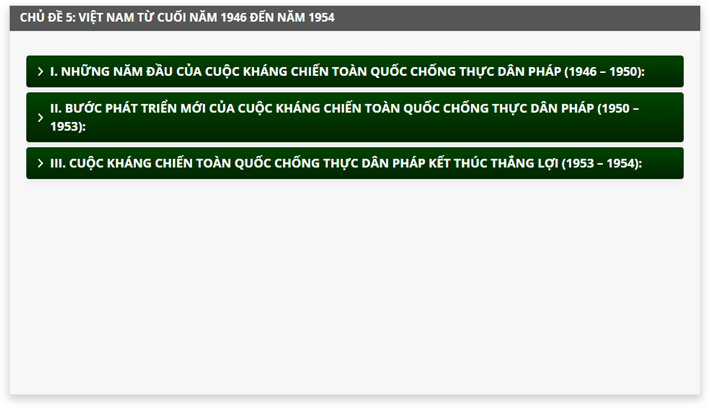 CHỦ ĐỀ 5: VIỆT NAM TỪ CUỐI NĂM 1946 ĐẾN NĂM 1954
I. NHỮNG NĂM ĐẦU CỦA CUỘC KHÁNG CHIẾN TOÀN QUỐC CHỐNG THỰC DÂN PHÁP (1946 – 1950):
II. BƯỚC PHÁT TRIỂN MỚI CỦA CUỘC KHÁNG CHIẾN TOÀN QUỐC CHỐNG THỰC DÂN PHÁP (1950 –
1953):
III. CUỘC KHÁNG CHIẾN TOÀN QUỐC CHỐNG THỰC DÂN PHÁP KẾT THÚC THẮNG LỢI (1953 – 1954):